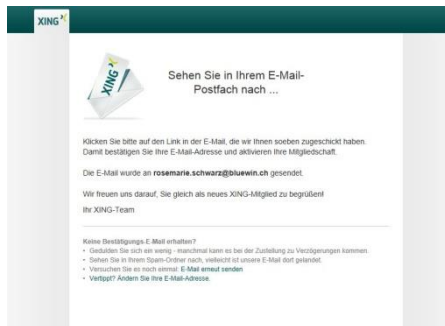 XING
XING
Sehen Sie in Ihrem E-Mail-
Postfach nach ...
Klicken Sie bitte auf den Link in der E-Mail, die wir Ihnen soeben zugeschickt haben.
Damit bestätigen Sie Ihre E-Mail-Adresse und aktivieren Ihre Mitgliedschaft.
Die E-Mail wurde an rosemarie.schwarz@bluewin.ch gesendet.
Wir freuen uns darauf, Sie gleich als neues XING-Mitglied zu begrüßen!
Ihr XING-Team
Keine Bestätigungs-E-Mail erhalten?
• Gedulden Sie sich ein wenig - manchmal kann es bei der Zustellung zu Verzögerungen kommen.
• Sehen Sie in Ihrem Spam-Ordner nach, vielleicht ist unsere E-Mail dort gelandet.
• Versuchen Sie es noch einmal: E-Mail erneut senden
• Vertippt? Ändern Sie Ihre E-Mail-Adresse.